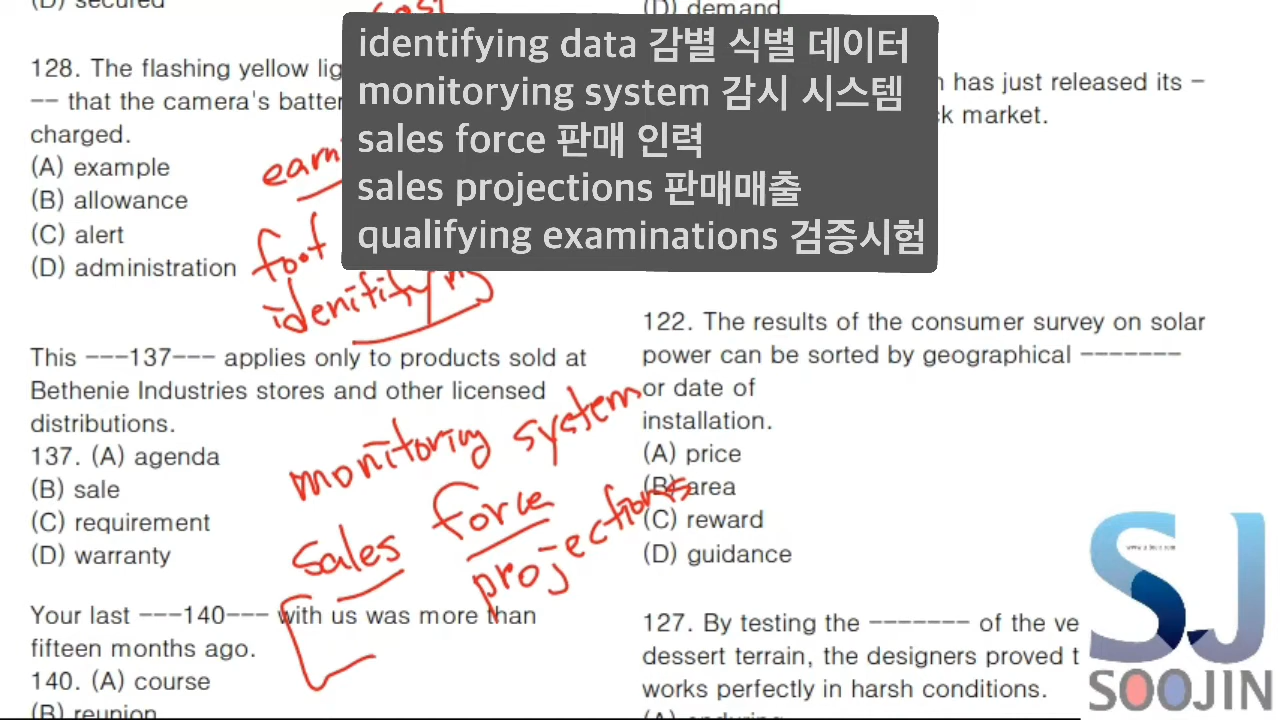 (D) secured
cost
128. The flashing yellow lig
-- that the camera's batter
charged.
(A) example
(B) allowance
(C) alert
(D) administration
earn
foot
identifying
identifying data 감별 식별 데이터
monitorying system 감시 시스템
sales force 판매 인력
sales projections 판매매출
qualifying examinations 검증시험
This ---137--- applies only to products sold at
Bethenie Industries stores and other licensed
distributions.
137. (A) agenda
(B) sale
(C) requirement
(D) warranty
monitoring system
sales force
projections
Your last ---140--- with us was more than
fifteen months ago.
140. (A) course
(B) reunion
(D) demand
has just released its -
ck market.
122. The results of the consumer survey on solar
power can be sorted by geographical -------
or date of
installation.
(A) price
(B) area
(C) reward
(D) guidance
127. By testing the ------- of the ve
dessert terrain, the designers proved t
works perfectly in harsh conditions.
(A) enduring
SJ
SOOJIN